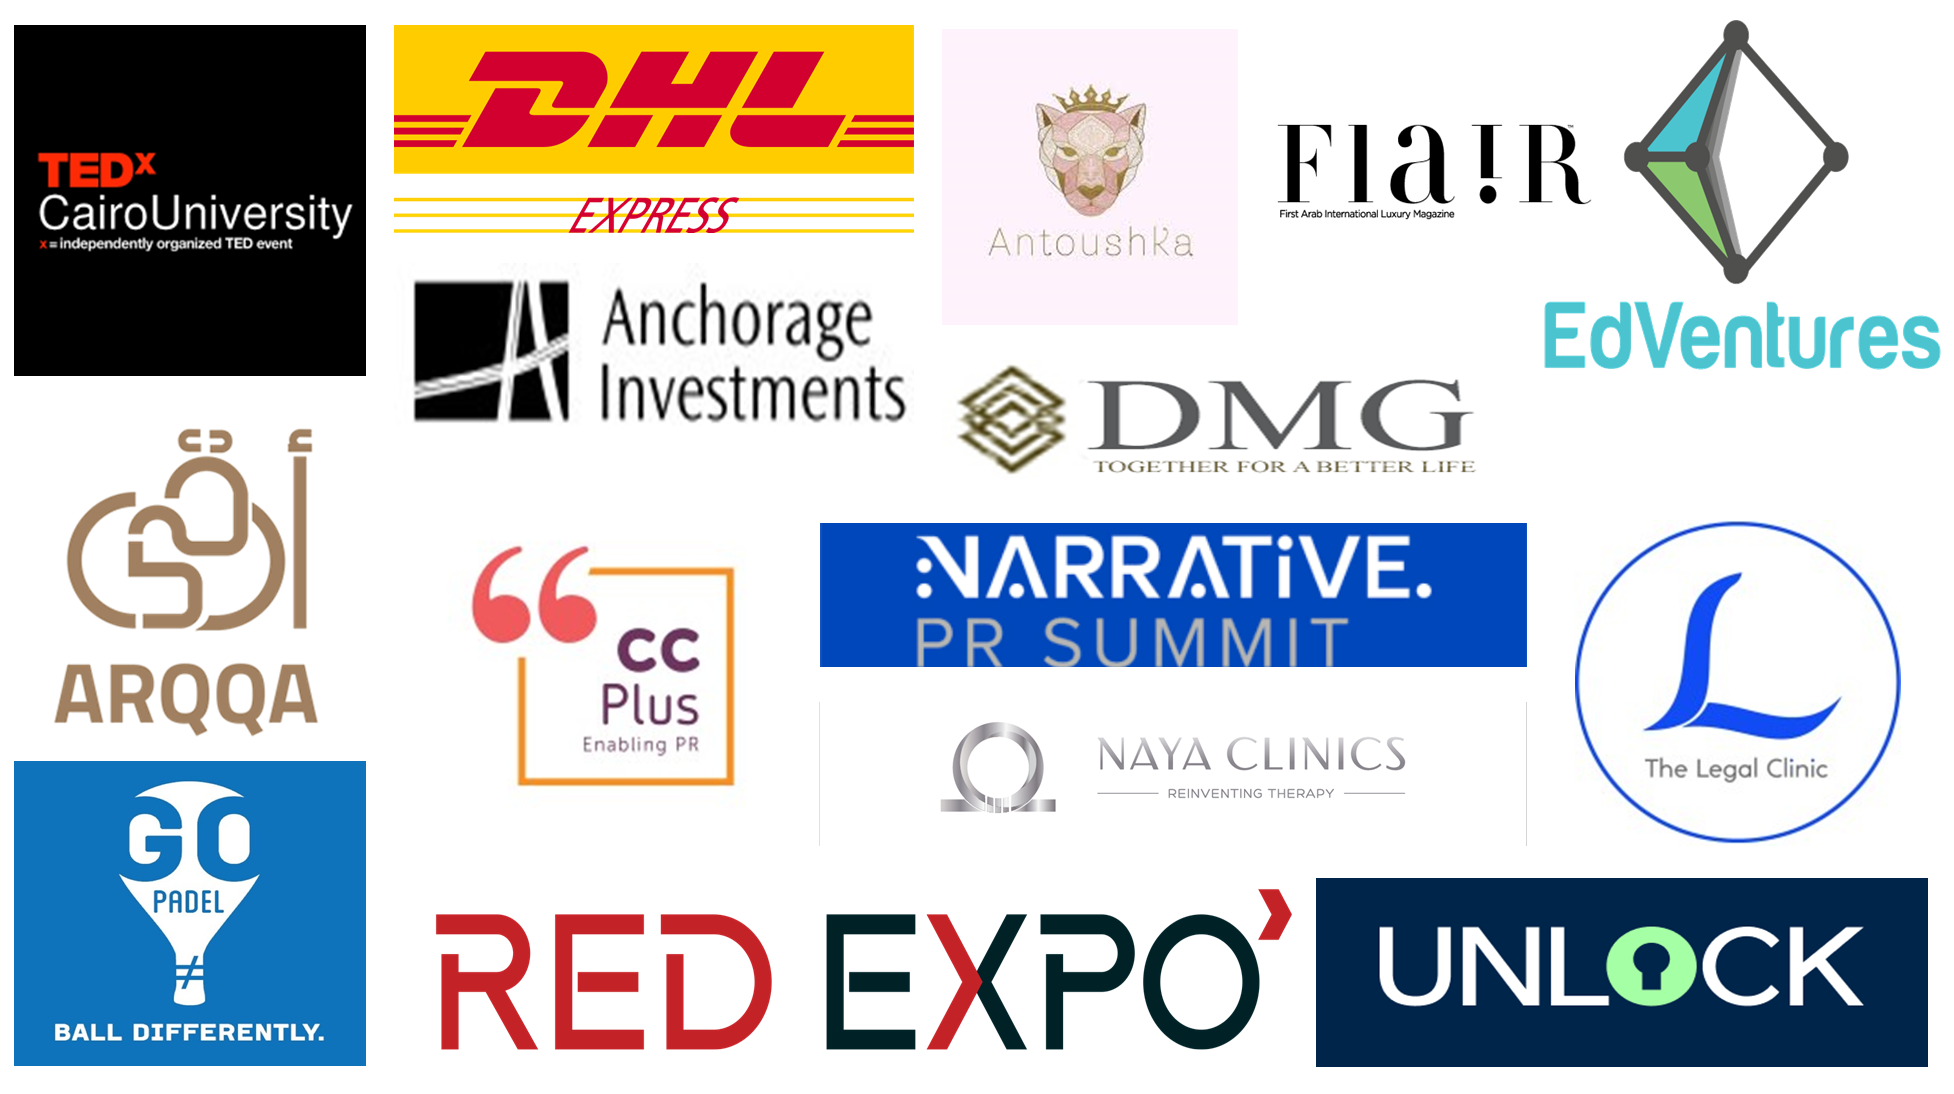 TEDx
CairoUniversity
x = independently organized TED event
DHL
EXPRESS
Antoushka
Flair
First Arab International Luxury Magazine
EdVentures
Anchorage
Investments
DMG
TOGETHER FOR A BETTER LIFE
أرقة
ARQQA
cc
Plus
Enabling PR
NARRATiVE.
PR SUMMIT
NAYA CLINICS
REINVENTING THERAPY
The Legal Clinic
GO
PADEL
BALL DIFFERENTLY.
RED EXPO
UNLOCK